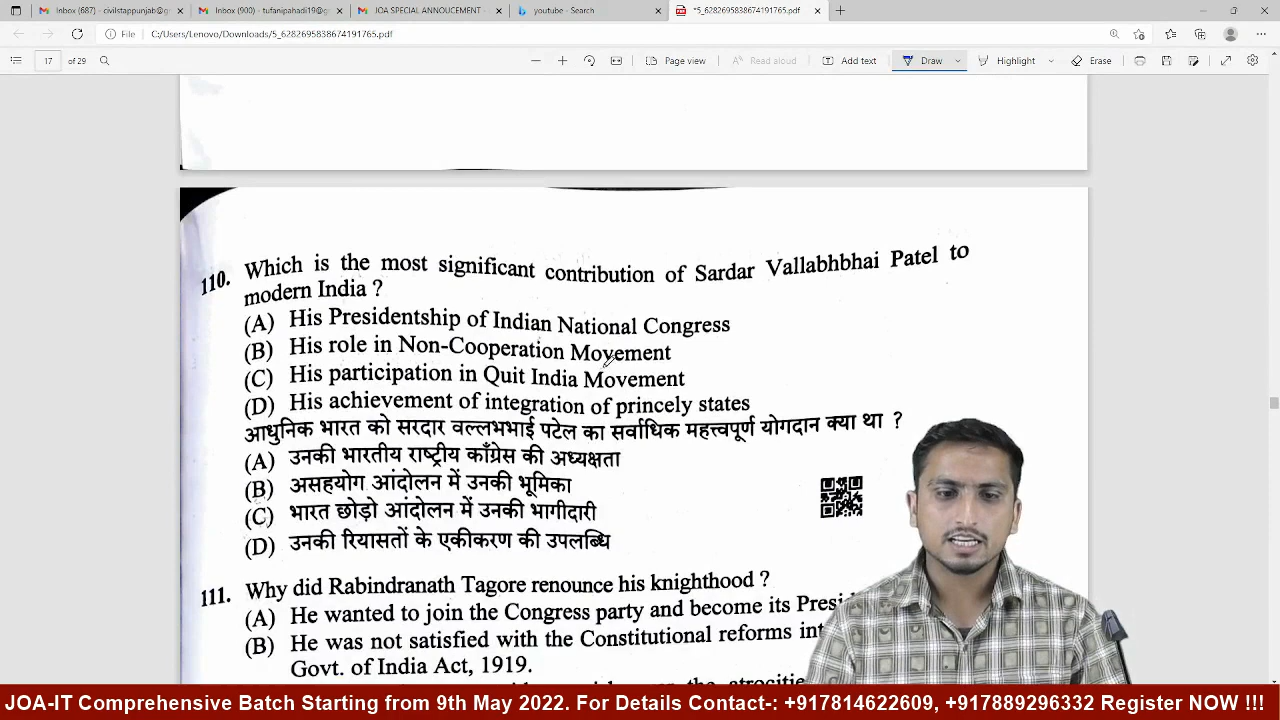 Inbox (687) - civilstappunjab@g
Inbox (900) - tufanipahadi19@g
JOA SPECIAL ANNOUCEMENT -
youtube - Search
*5_6282695838674191765.pdf
File
C:/Users/Lenovo/Downloads/5_6282695838674191765.pdf
17 of 29
Page view
Read aloud
Add text
Draw
Highlight
Erase
110. Which is the most significant contribution of Sardar Vallabhbhai Patel to
modern India ?
(A) His Presidentship of Indian National Congress
(B) His role in Non-Cooperation Movement
(C) His participation in Quit India Movement
(D) His achievement of integration of princely states
आधुनिक भारत को सरदार वल्लभभाई पटेल का सर्वाधिक महत्त्वपूर्ण योगदान क्या था ?
(A) उनकी भारतीय राष्ट्रीय काँग्रेस की अध्यक्षता
(B) असहयोग आंदोलन में उनकी भूमिका
(C) भारत छोड़ो आंदोलन में उनकी भागीदारी
(D) उनकी रियासतों के एकीकरण की उपलब्धि
111. Why did Rabindranath Tagore renounce his knighthood ?
(A) He wanted to join the Congress party and become its
(B) He was not satisfied with the Constitutional reforms
Govt. of India Act, 1919.
the
JOA-IT Comprehensive Batch Starting from 9th May 2022. For Details Contact-: +917814622609, +917889296332 Register NOW !!!